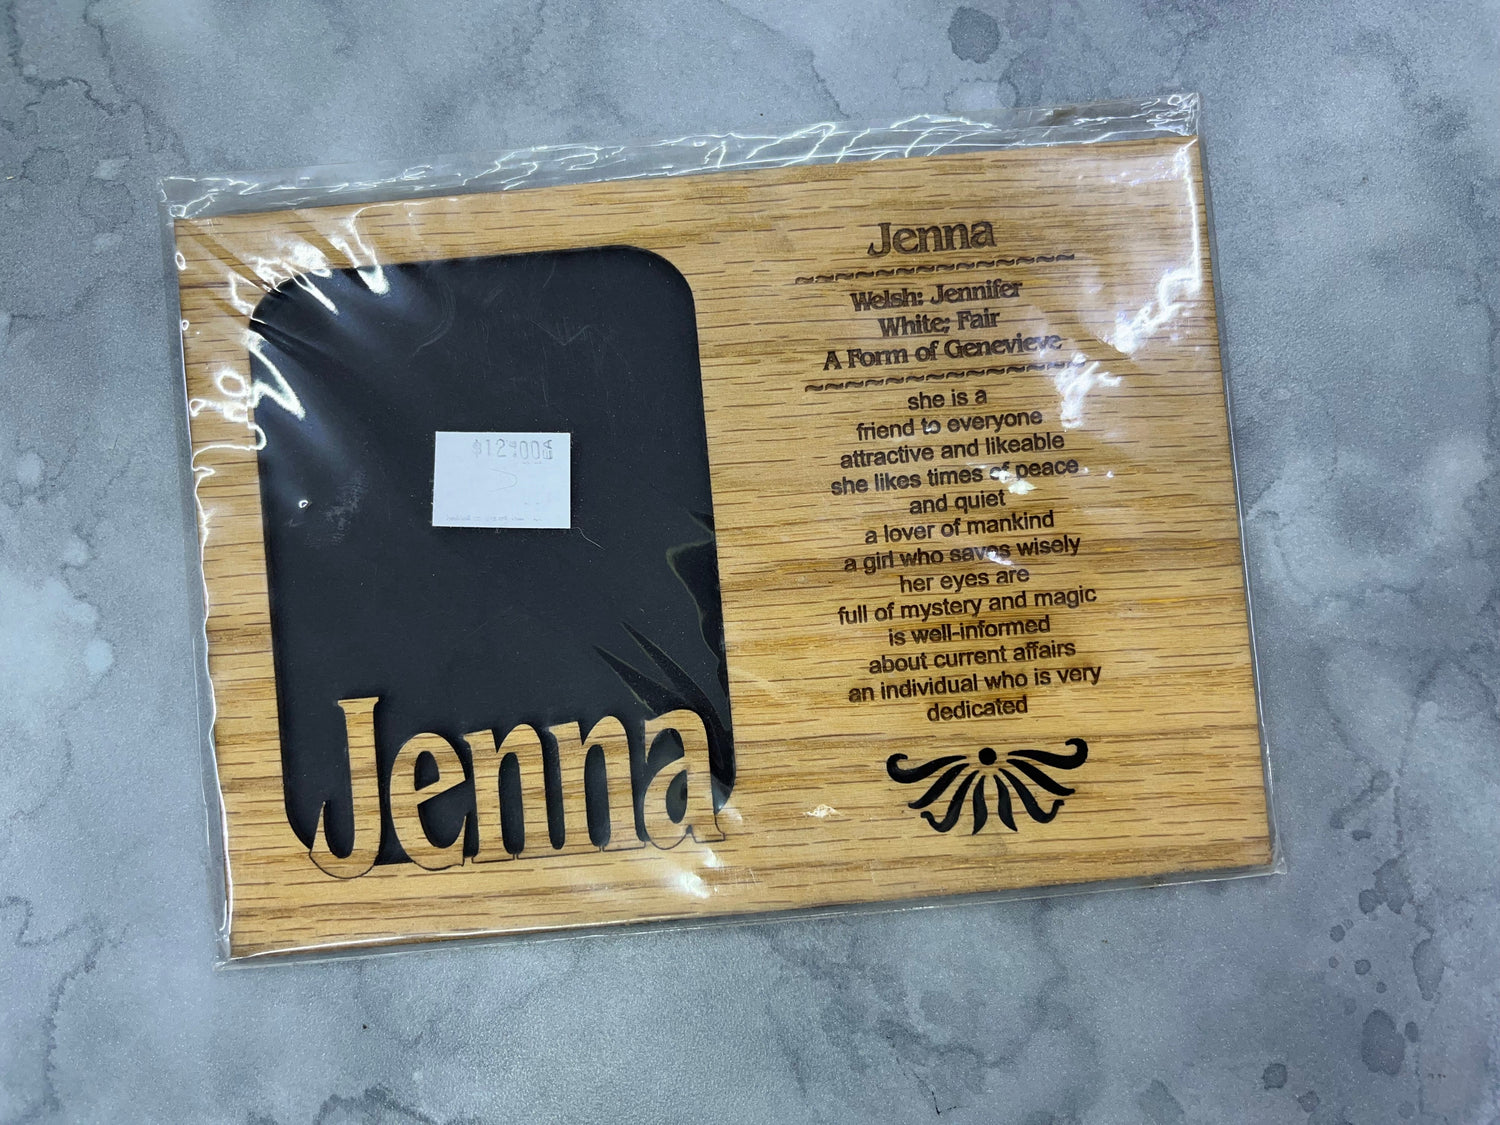 $12.00
Jenna
Jenna
~~~~~~~~~~~~~~~
Welsh: Jennifer
White; Fair
A Form of Genevieve
~~~~~~~~~~~~~~~
she is a
friend to everyone
attractive and likeable
she likes times of peace
and quiet
a lover of mankind
a girl who saves wisely
her eyes are
full of mystery and magic
is well-informed
about current affairs
an individual who is very
dedicated